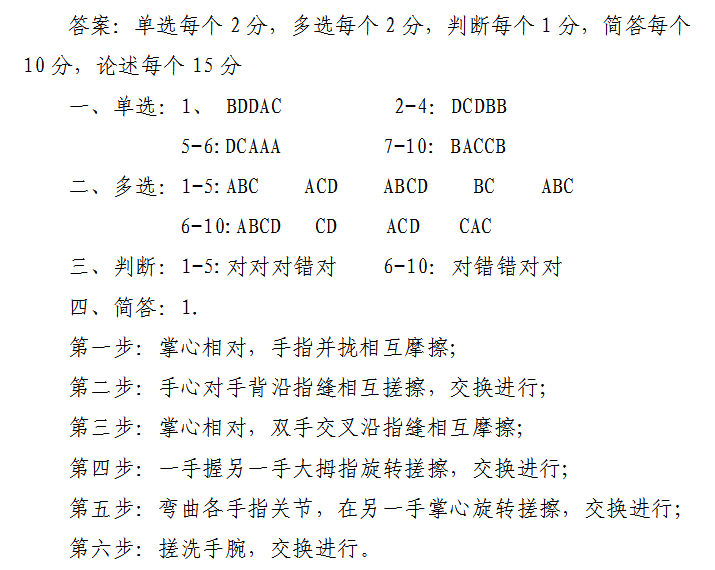 答案：单选每个 2 分，多选每个 2 分，判断每个 1 分，简答每个
10 分，论述每个 15 分
一、单选：1、 BDDAC 2-4: DCDBB
5-6:DCAAA 7-10: BACCB
二、多选：1-5:ABC ACD ABCD BC ABC
6-10:ABCD CD ACD CAC
三、判断：1-5:对对对错对 6-10: 对错错对对
四、简答：1.
第一步：掌心相对，手指并拢相互摩擦；
第二步：手心对手背沿指缝相互搓擦，交换进行；
第三步：掌心相对，双手交叉沿指缝相互摩擦；
第四步：一手握另一手大拇指旋转搓擦，交换进行；
第五步：弯曲各手指关节，在另一手掌心旋转搓擦，交换进行；
第六步：搓洗手腕，交换进行。